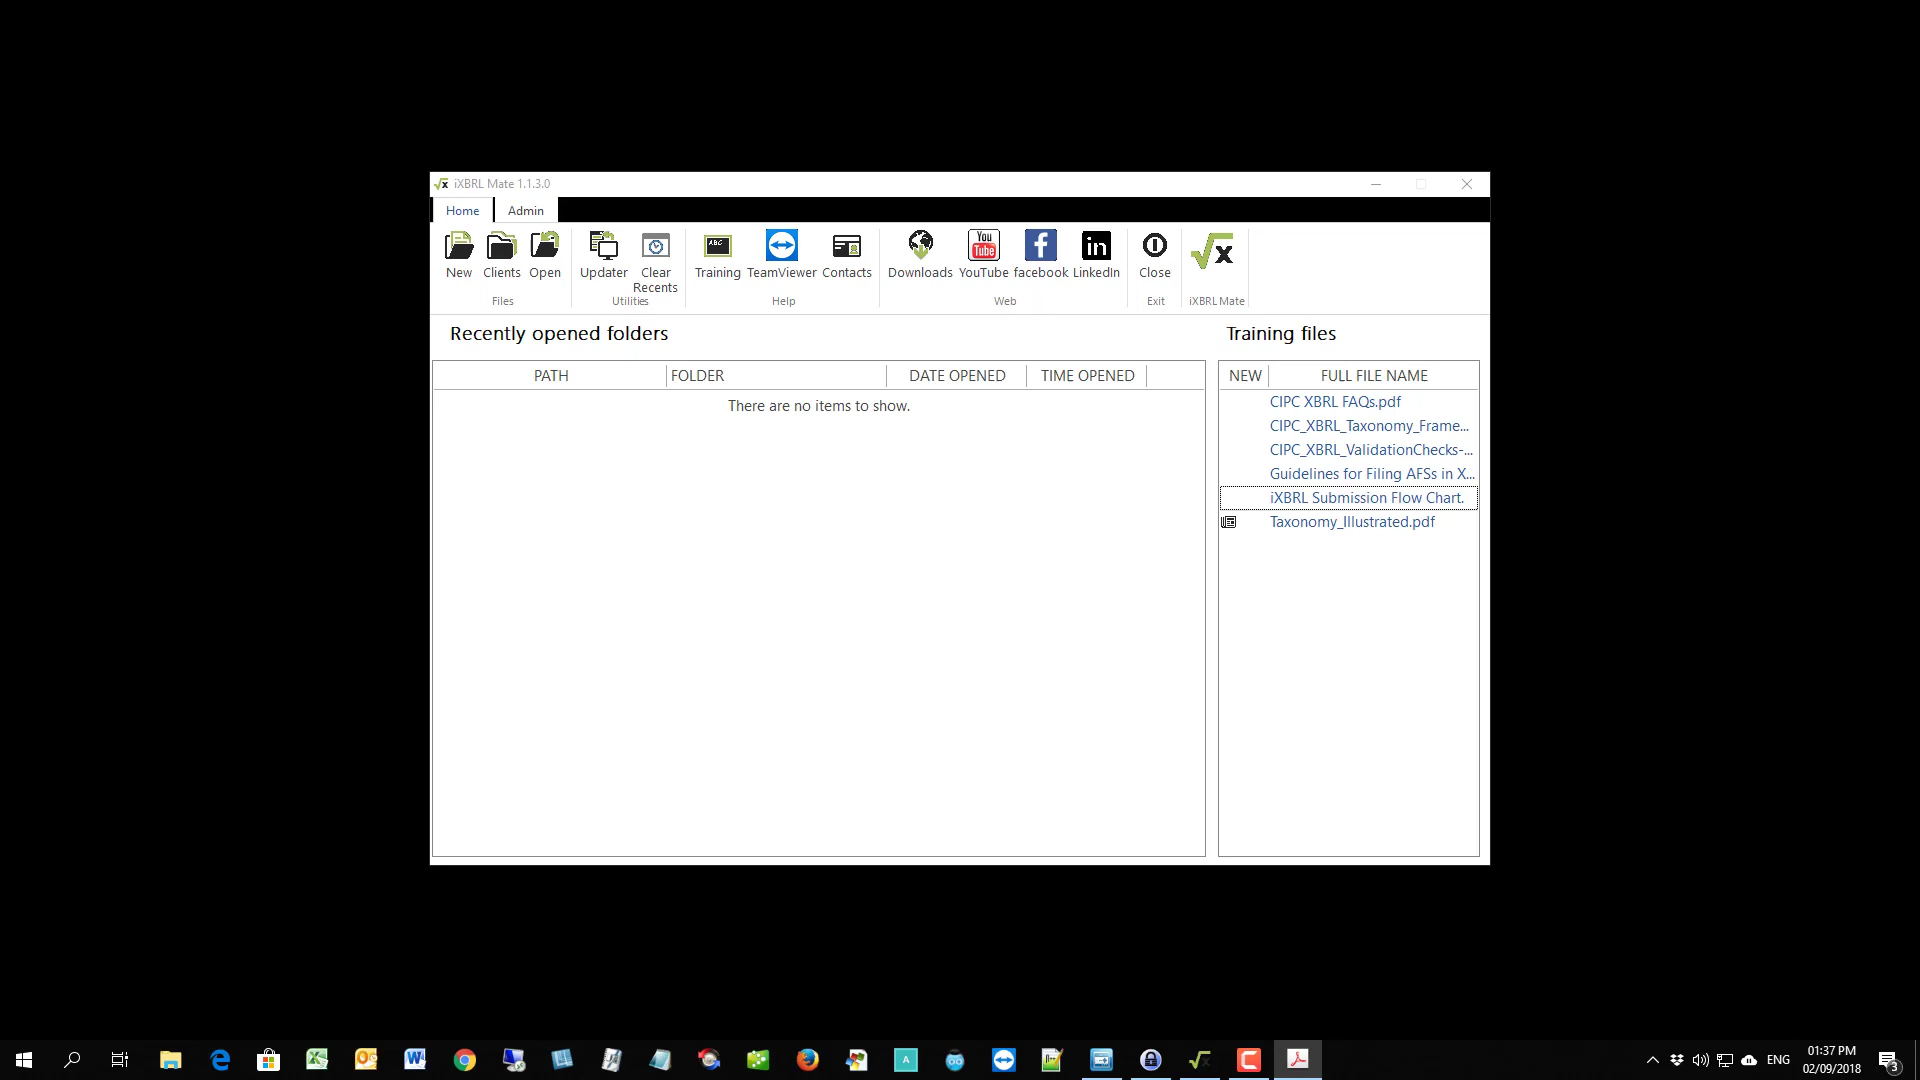 iXBRL Mate 1.1.3.0
Home Admin
New Clients Open Updater Clear Recents Training TeamViewer Contacts Downloads YouTube facebook LinkedIn Close
Files Utilities Help Web Exit iXBRL Mate
Recently opened folders
PATH FOLDER DATE OPENED TIME OPENED
There are no items to show.
Training files
NEW FULL FILE NAME
CIPC XBRL FAQs.pdf
CIPC_XBRL_Taxonomy_Frame...
CIPC_XBRL_ValidationChecks-...
Guidelines for Filing AFSs in X...
iXBRL Submission Flow Chart.
Taxonomy_Illustrated.pdf
ENG
01:37 PM
02/09/2018
3